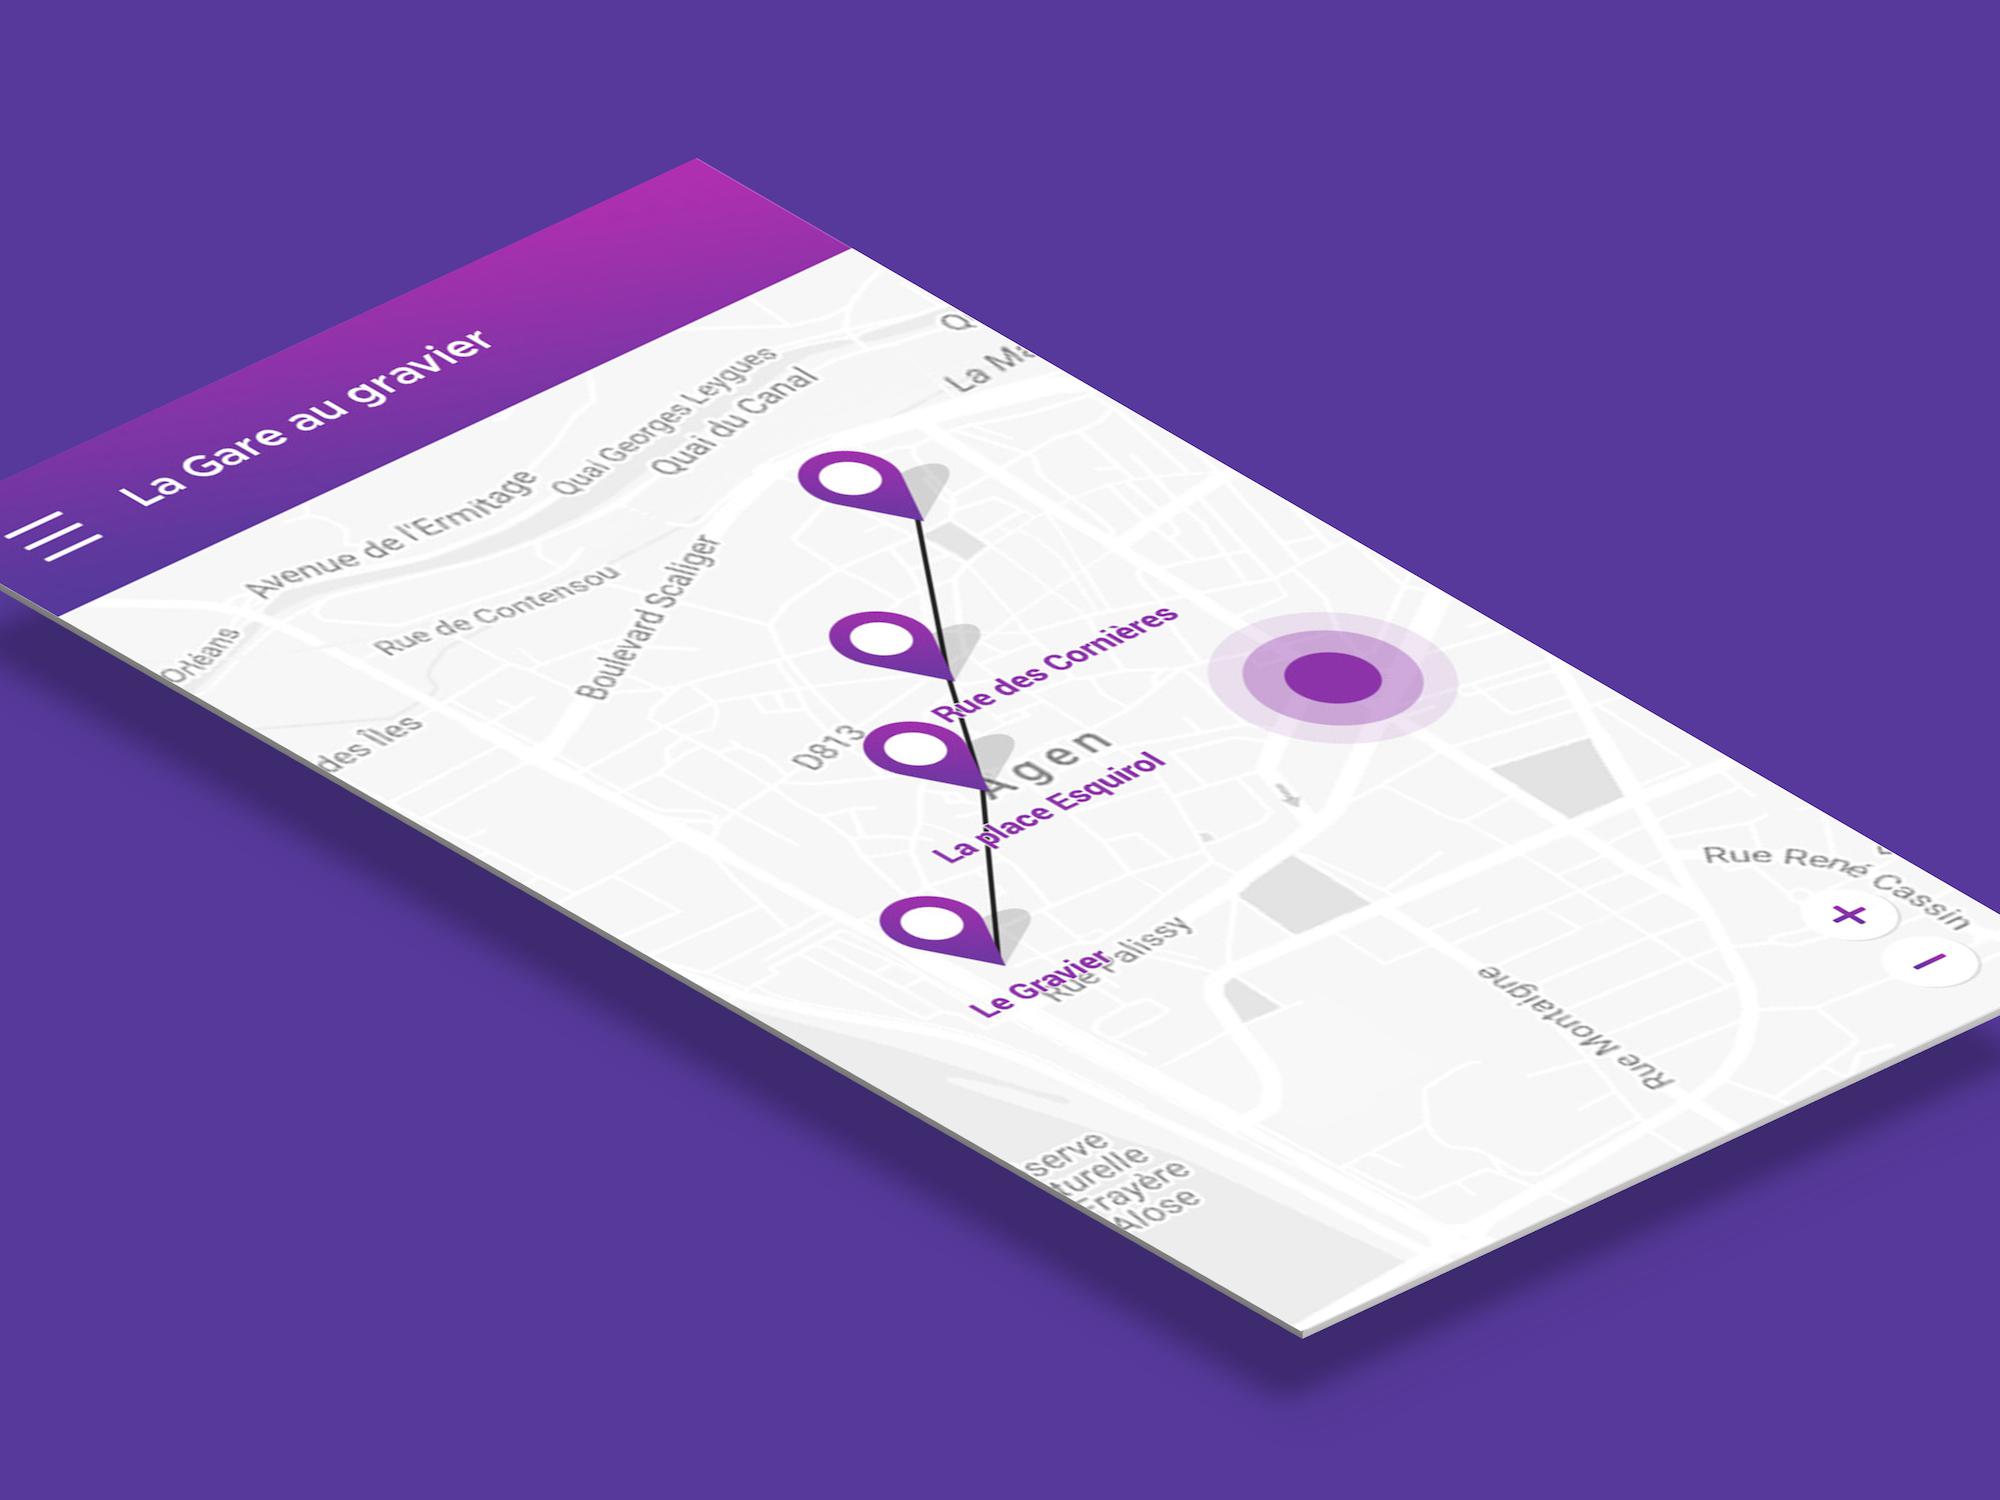 La Gare au gravier
Q
La Ma
Quai Georges Leygues
Quai du Canal
Avenue de l'Ermitage
Rue de Contensou
Boulevard Scaliger
Orléans
des Îles
Rue des Cornières
D813
Agen
La place Esquirol
Rue René Cassin
+
−
Le Gravier
Rue Palissy
Rue Montaigne
serve
turelle
Frayère
Alose